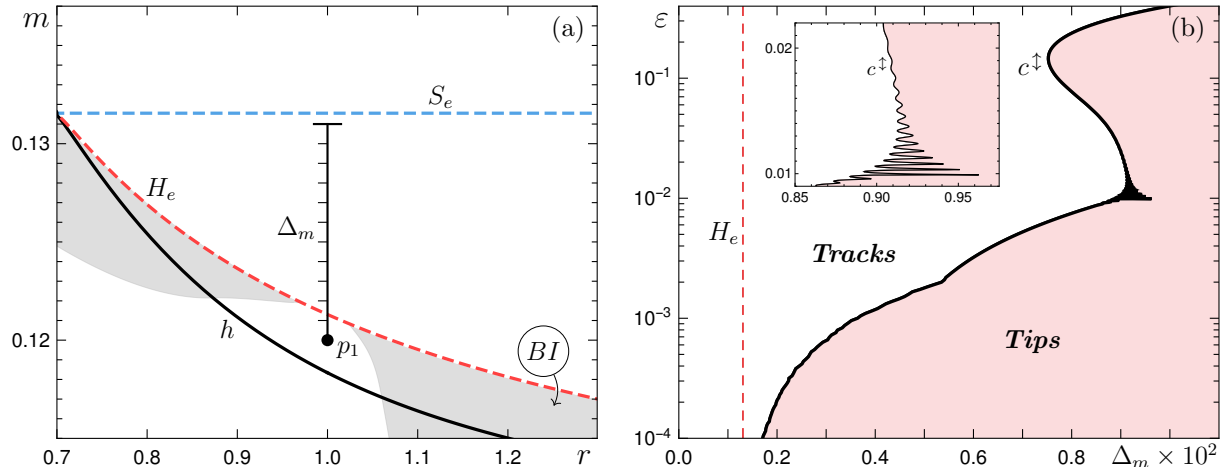 m
(a)
S_e
0.13
H_e
Δ_m
h
p_1
BI
0.12
0.7
0.8
0.9
1.0
1.1
1.2
r
ε
(b)
0.02
c
0.01
0.85
0.90
0.95
c
10^{-1}
10^{-2}
10^{-3}
10^{-4}
H_e
Tracks
Tips
0.0
0.2
0.4
0.6
0.8
Δ_m × 10^2